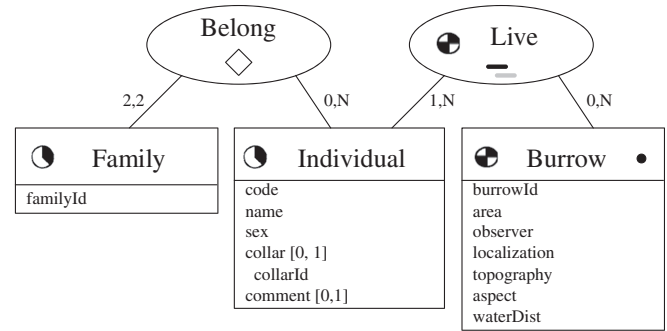 Belong
Live
2,2
0,N
1,N
0,N
Family
familyId
Individual
code
name
sex
collar [0, 1]
collarId
comment [0,1]
Burrow
burrowId
area
observer
localization
topography
aspect
waterDist